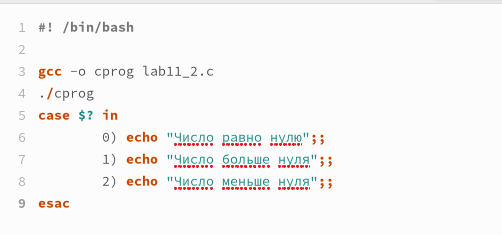 1 #! /bin/bash
2
3 gcc -o cprog lab11_2.c
4 ./cprog
5 case $? in
6 0) echo "Число равно нулю";;
7 1) echo "Число больше нуля";;
8 2) echo "Число меньше нуля";;
9 esac